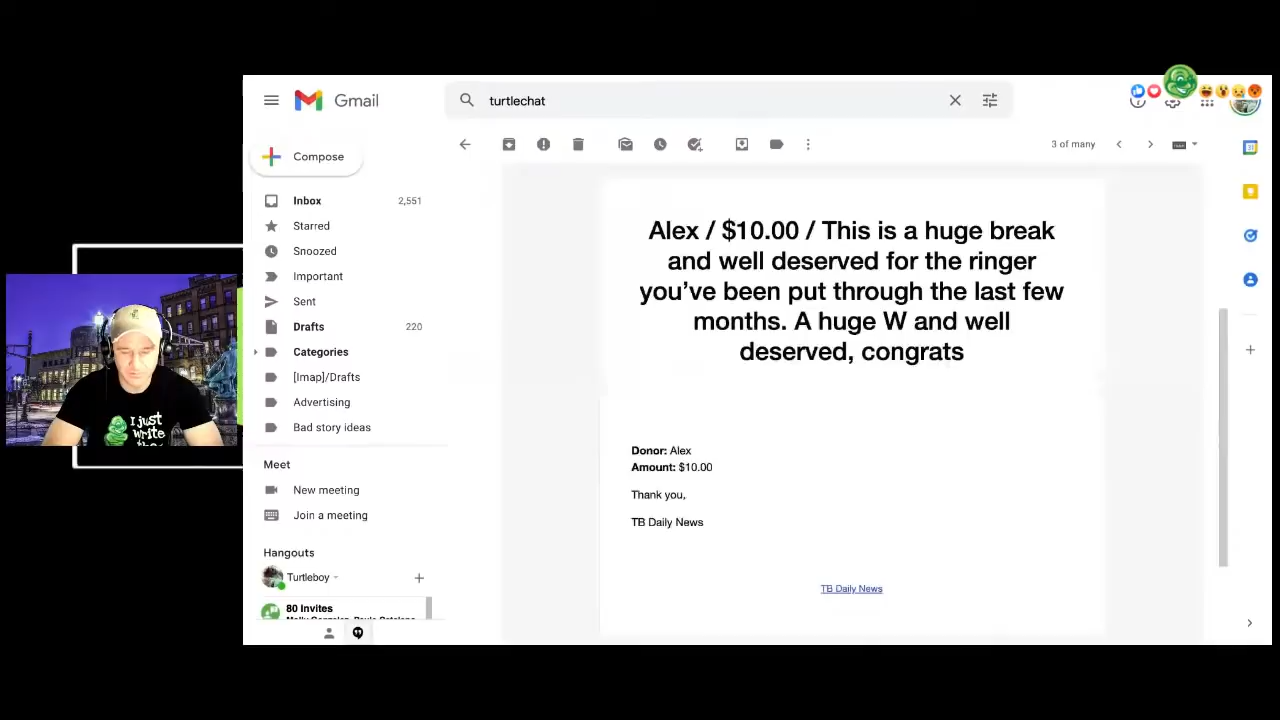 Gmail
turtlechat
Compose
3 of many
Inbox 2,551
Starred
Snoozed
Important
Sent
Drafts 220
Categories
[Imap]/Drafts
Advertising
Bad story ideas
Meet
New meeting
Join a meeting
Hangouts
Turtleboy
80 Invites
Alex / $10.00 / This is a huge break
and well deserved for the ringer
you've been put through the last few
months. A huge W and well
deserved, congrats
Donor: Alex
Amount: $10.00
Thank you,
TB Daily News
TB Daily News
I just
write
the